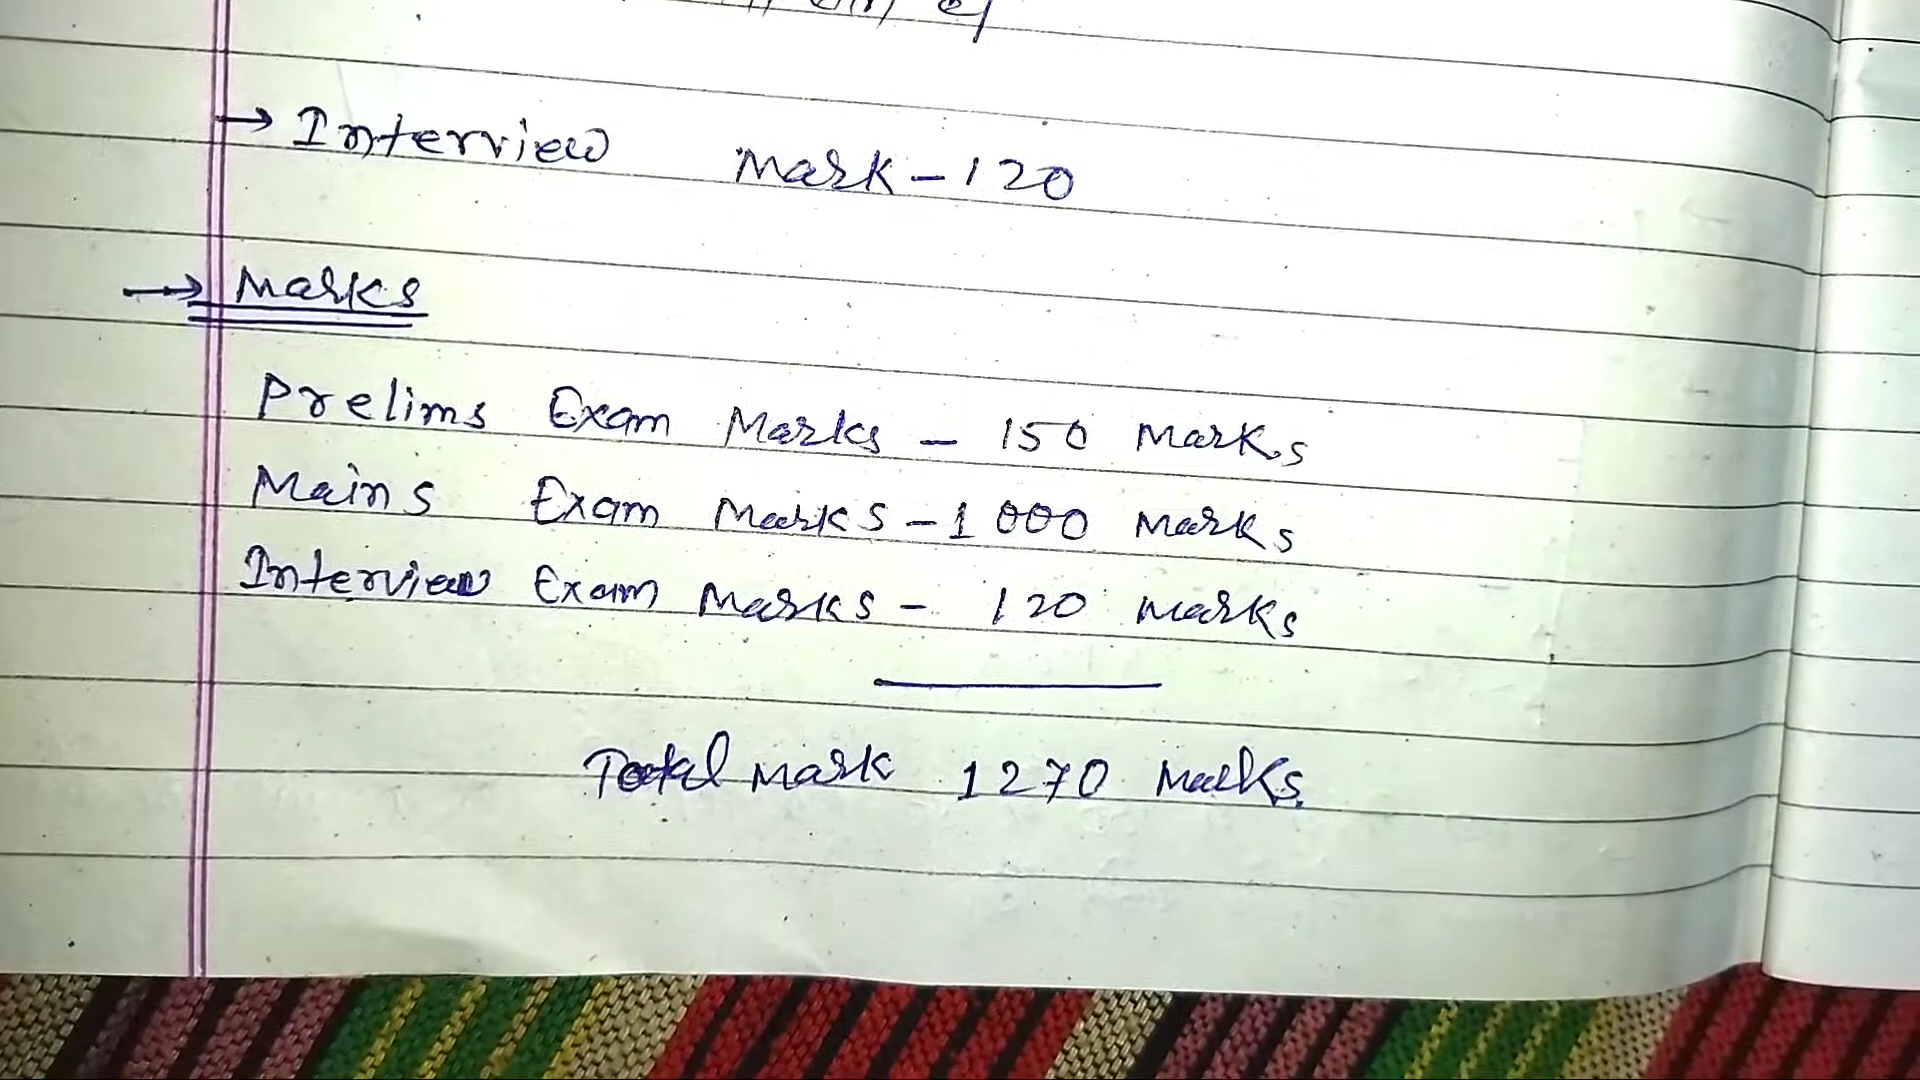 → Interview Mark - 120
→ Marks
Prelims Exam Marks - 150 Marks
Mains Exam Marks - 1000 Marks
Interview Exam Marks - 120 Marks
Total mark 1270 Marks